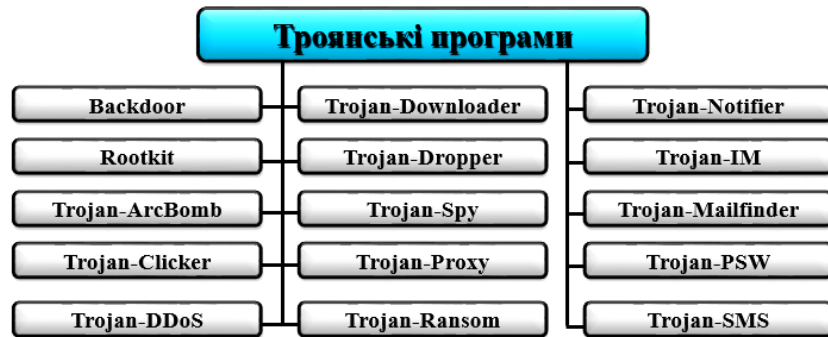 Троянські програми
Backdoor
Trojan-Downloader
Trojan-Notifier
Rootkit
Trojan-Dropper
Trojan-IM
Trojan-ArcBomb
Trojan-Spy
Trojan-Mailfinder
Trojan-Clicker
Trojan-Proxy
Trojan-PSW
Trojan-DDoS
Trojan-Ransom
Trojan-SMS